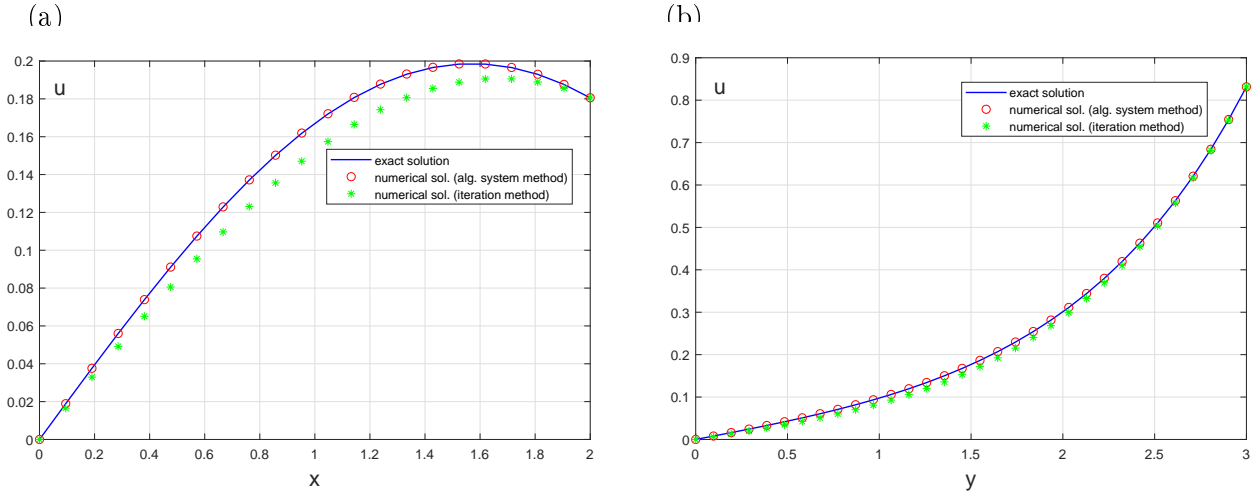 (a)
(b)
0.2
0.18
0.16
0.14
0.12
0.1
0.08
0.06
0.04
0.02
0
u
exact solution
numerical sol. (alg. system method)
numerical sol. (iteration method)
0 0.2 0.4 0.6 0.8 1 1.2 1.4 1.6 1.8 2
x
0.9
0.8
0.7
0.6
0.5
0.4
0.3
0.2
0.1
0
u
exact solution
numerical sol. (alg. system method)
numerical sol. (iteration method)
0 0.5 1 1.5 2 2.5 3
y